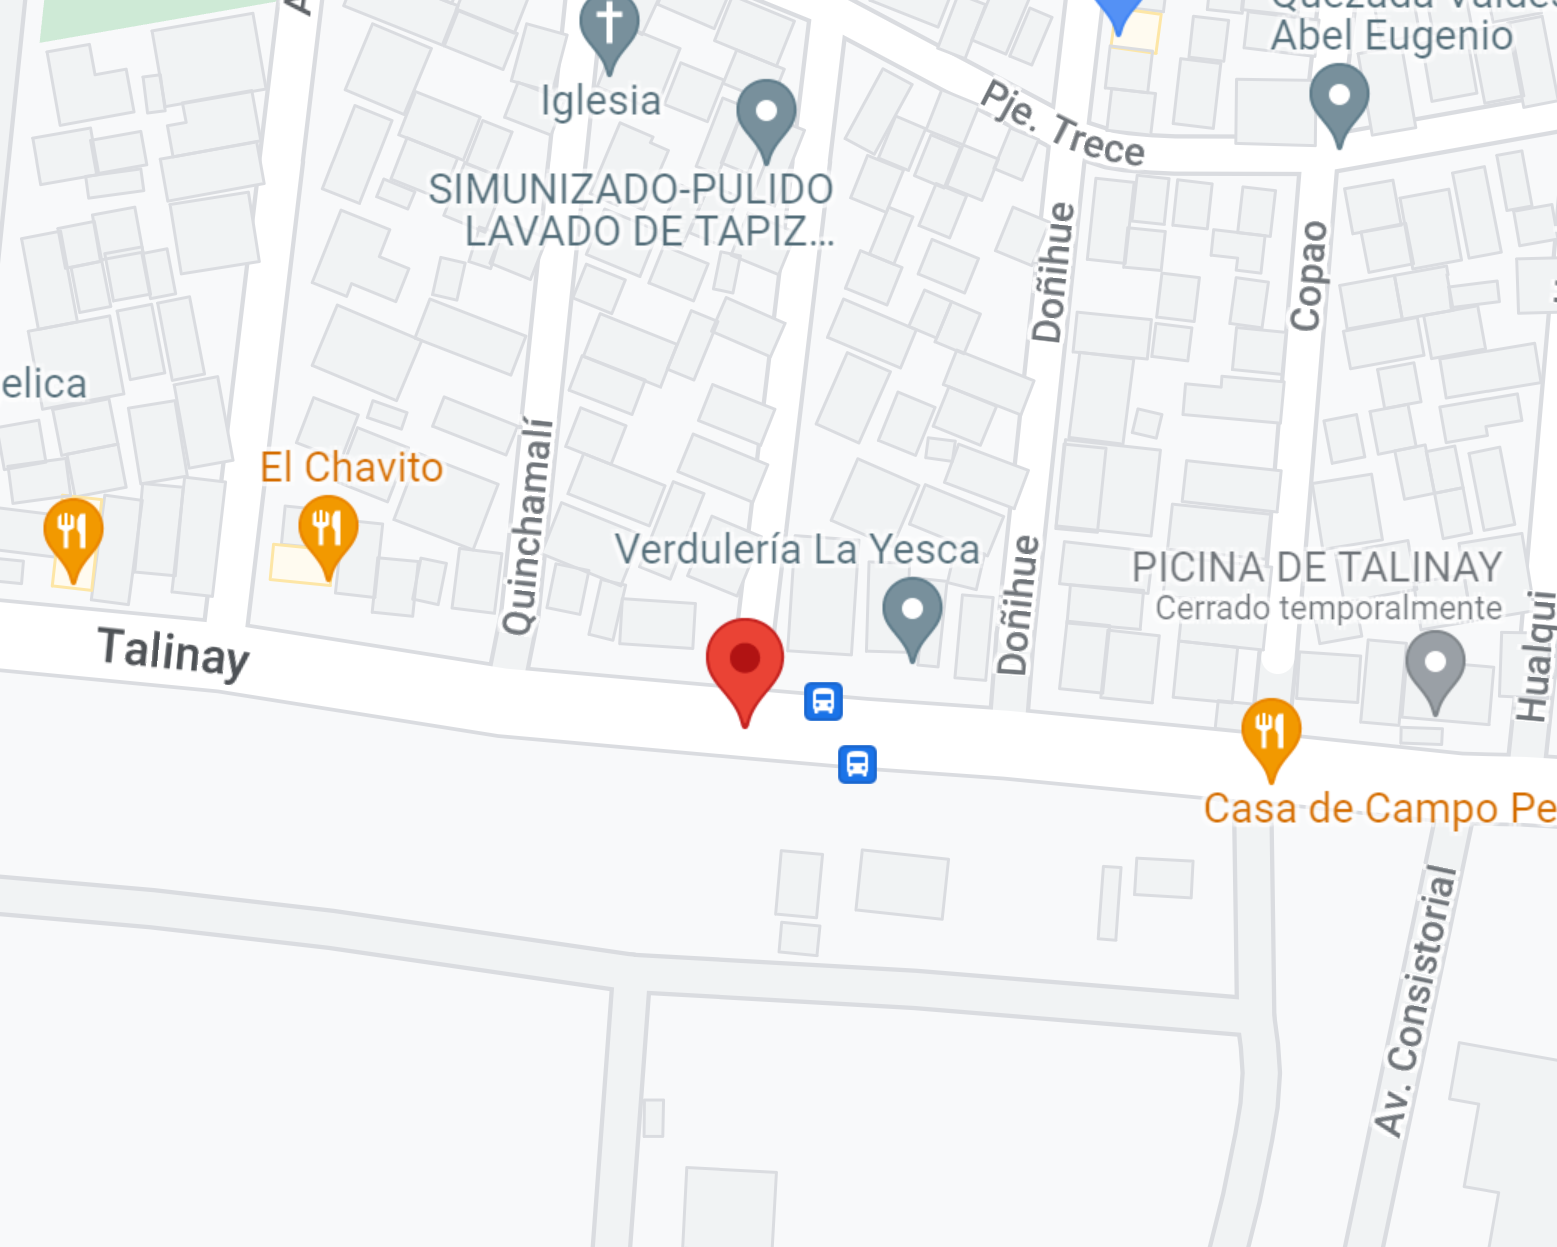 Abel Eugenio
Iglesia
Pje. Trece
SIMUNIZADO-PULIDO
LAVADO DE TAPIZ...
Doñihue
Copao
elica
El Chavito
Quinchamalí
Verdulería La Yesca
Doñihue
PICINA DE TALINAY
Cerrado temporalmente
Hualqui
Talinay
Casa de Campo Pe
Av. Consistorial